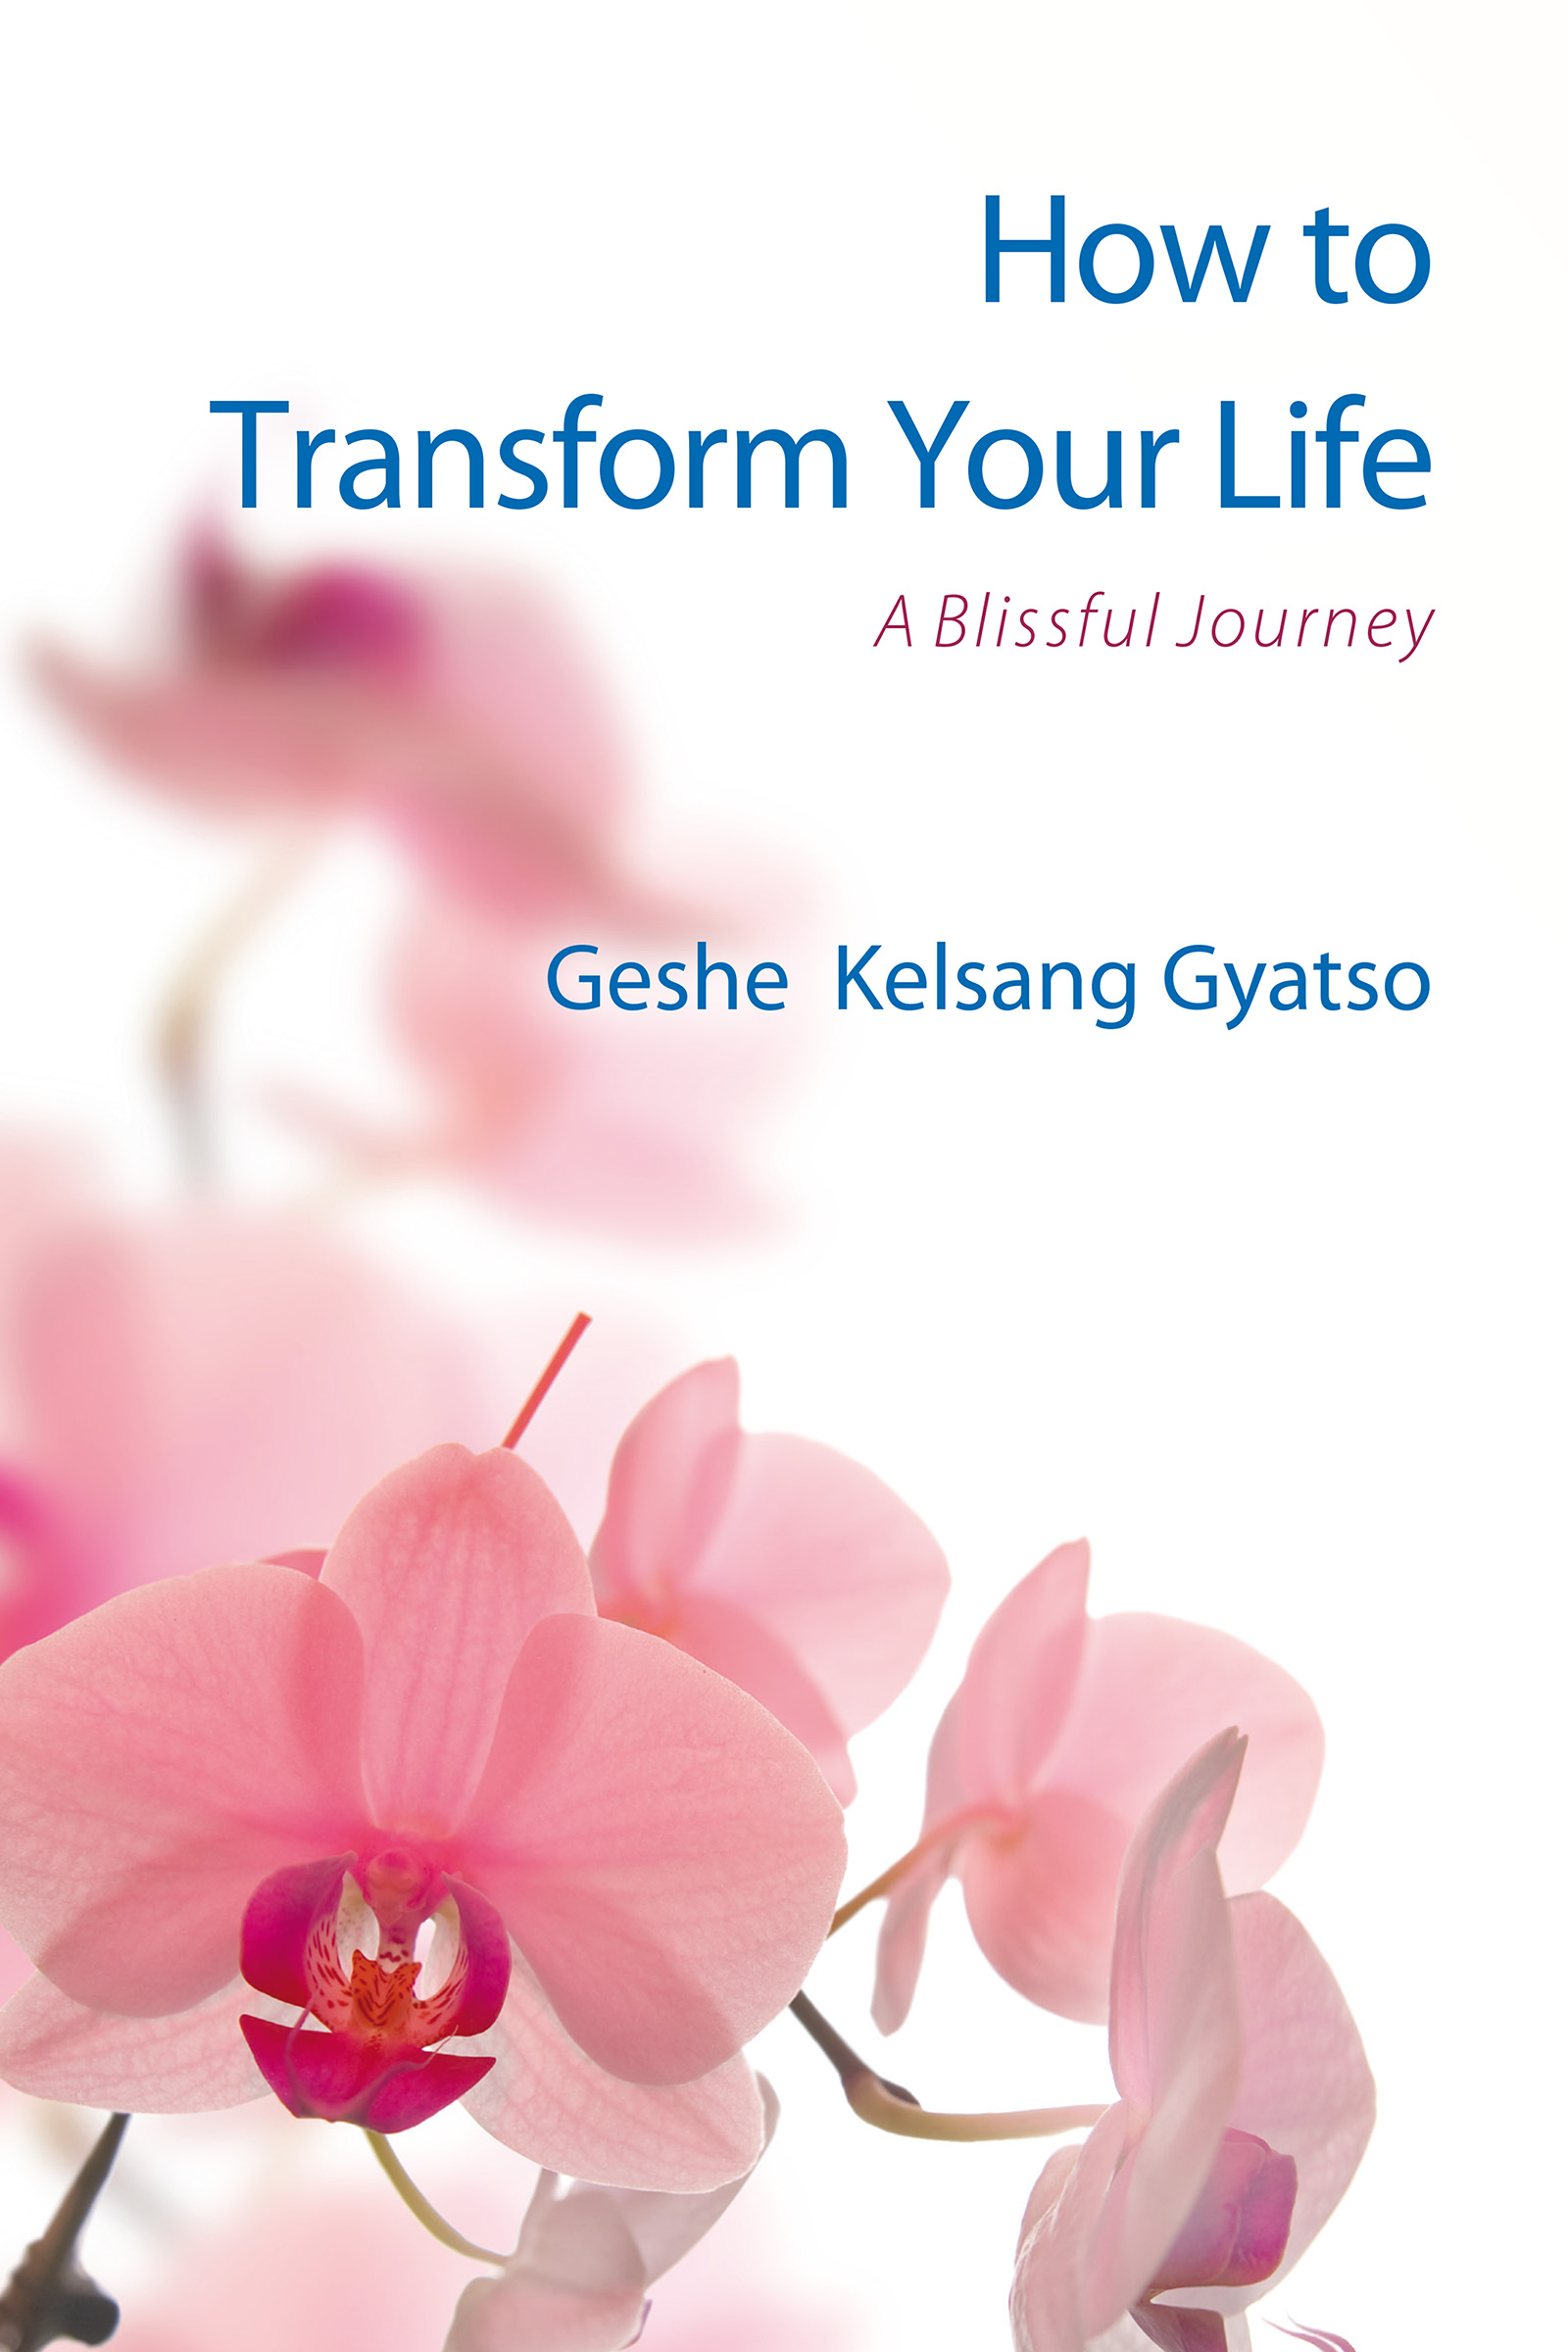 How to
Transform Your Life
A Blissful Journey
Geshe Kelsang Gyatso